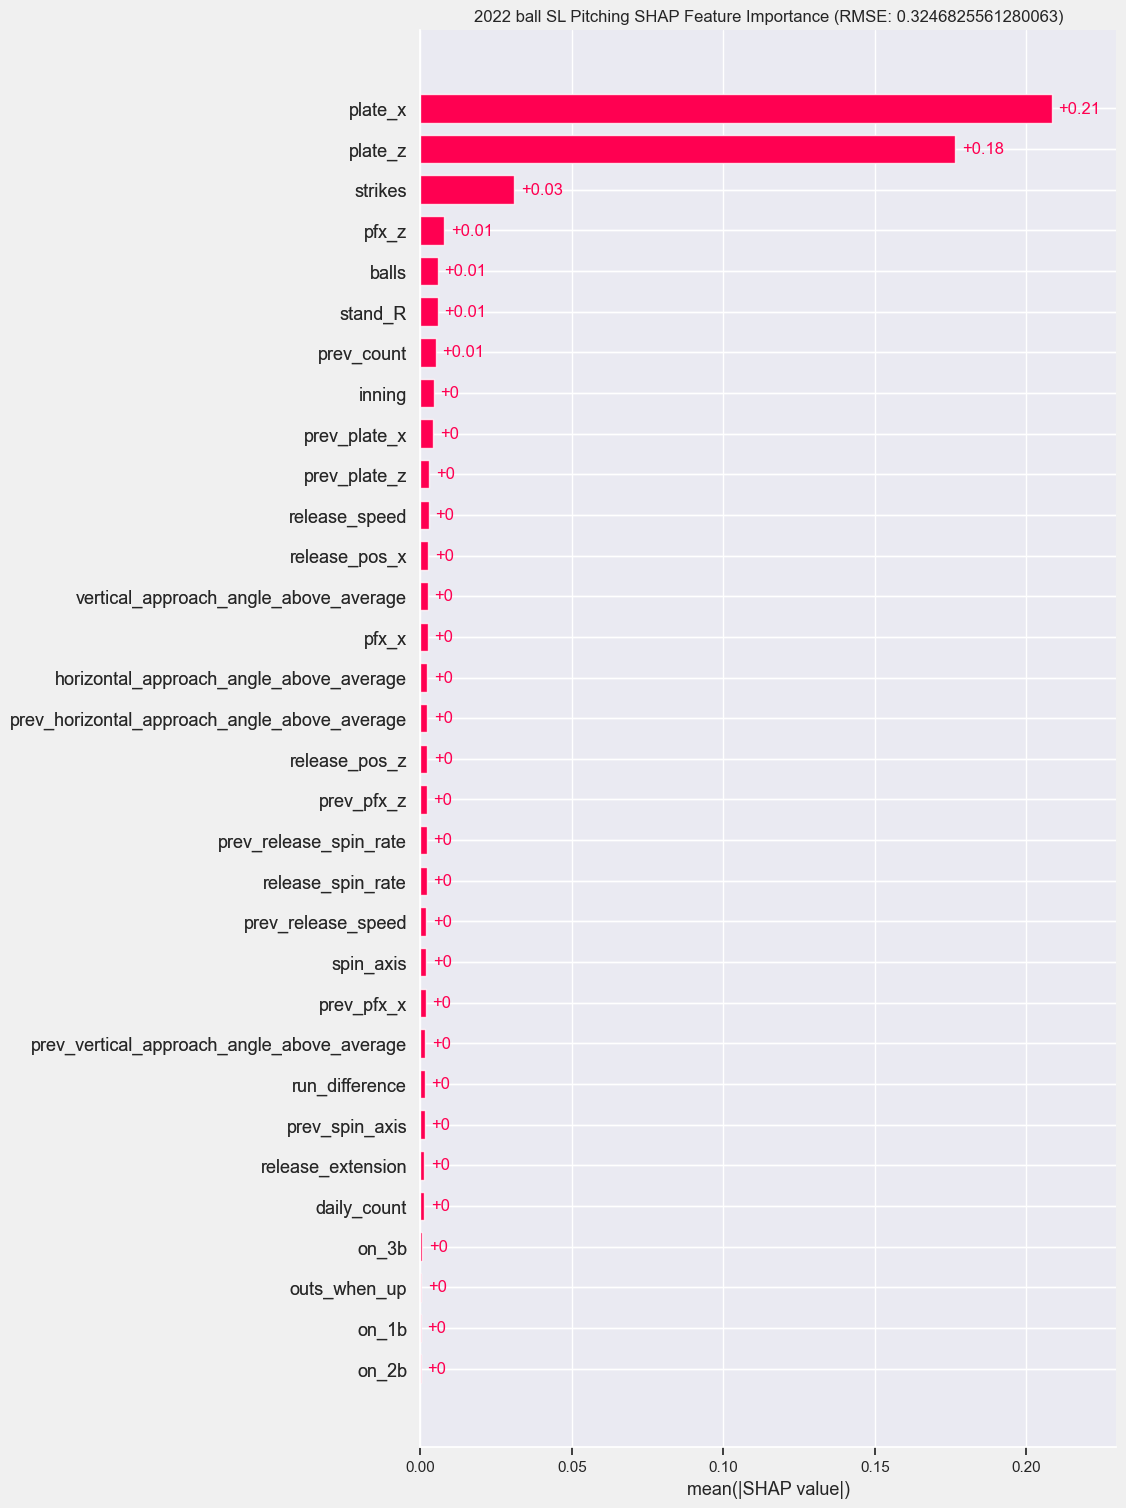 2022 ball SL Pitching SHAP Feature Importance (RMSE: 0.3246825561280063)
plate_x +0.21
plate_z +0.18
strikes +0.03
pfx_z +0.01
balls +0.01
stand_R +0.01
prev_count +0.01
inning +0
prev_plate_x +0
prev_plate_z +0
release_speed +0
release_pos_x +0
vertical_approach_angle_above_average +0
pfx_x +0
horizontal_approach_angle_above_average +0
prev_horizontal_approach_angle_above_average +0
release_pos_z +0
prev_pfx_z +0
prev_release_spin_rate +0
release_spin_rate +0
prev_release_speed +0
spin_axis +0
prev_pfx_x +0
prev_vertical_approach_angle_above_average +0
run_difference +0
prev_spin_axis +0
release_extension +0
daily_count +0
on_3b +0
outs_when_up +0
on_1b +0
on_2b +0
0.00 0.05 0.10 0.15 0.20
mean(|SHAP value|)